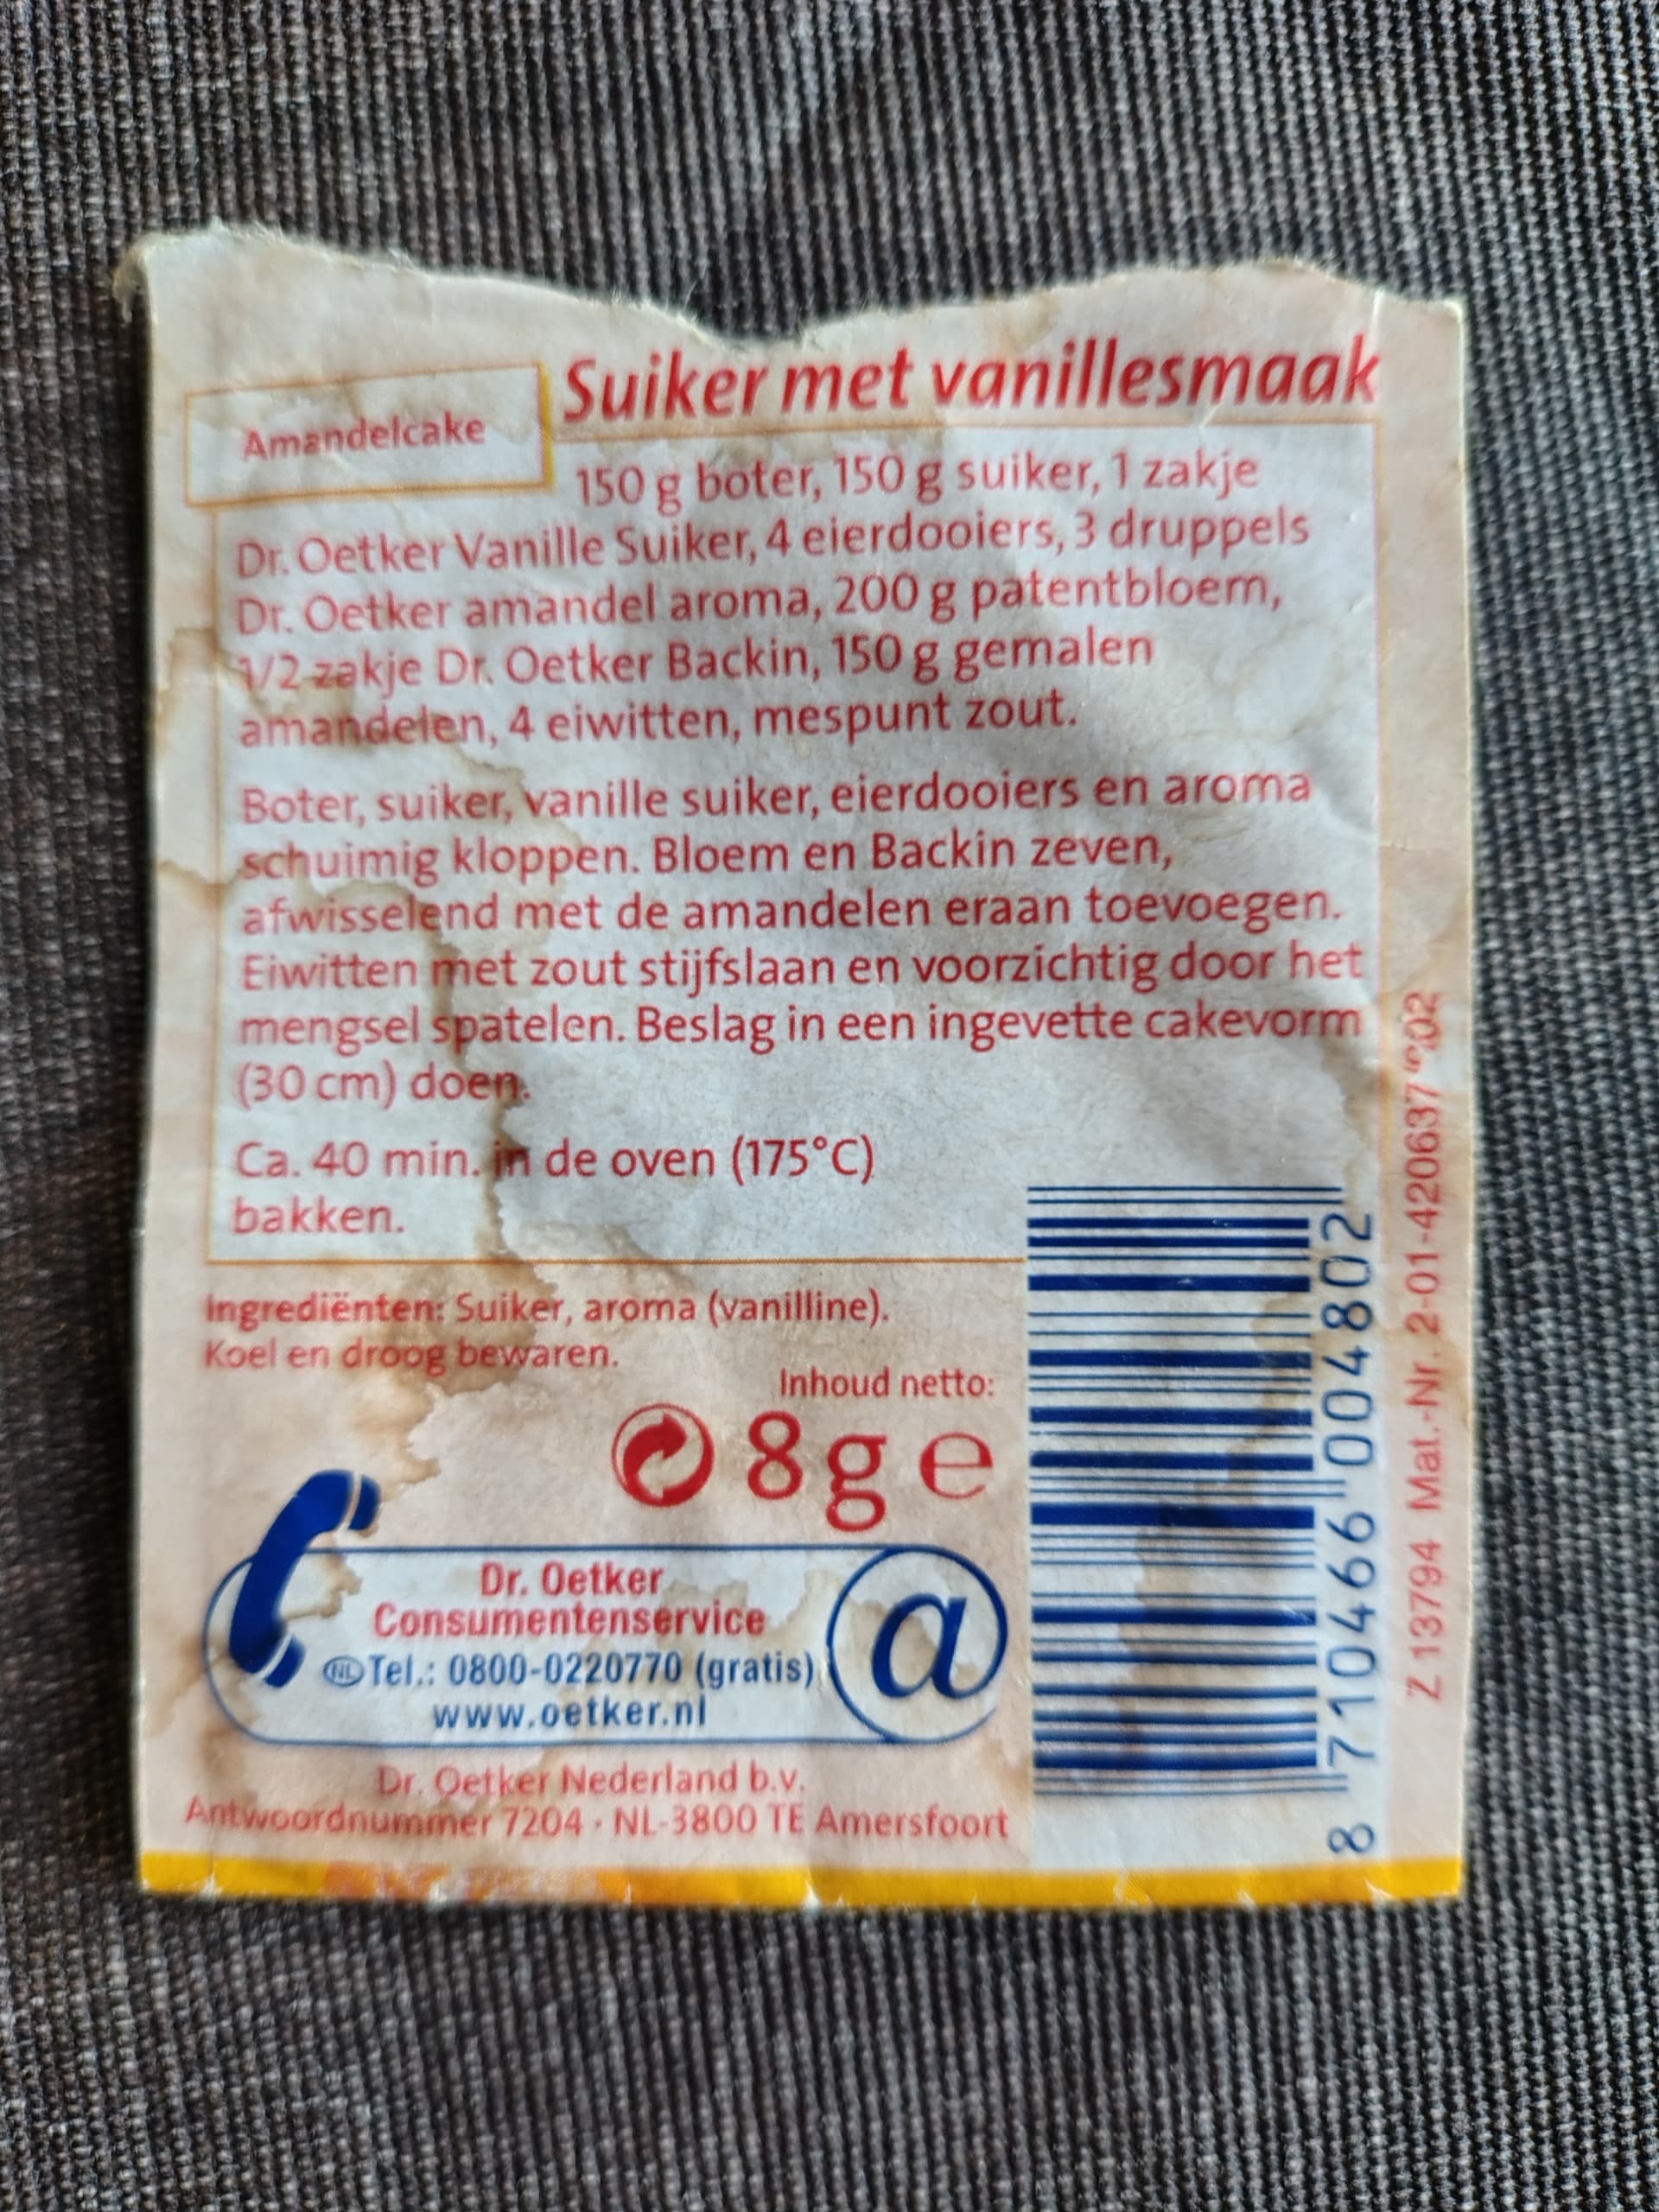 Suiker met vanillesmaak
Amandelcake
150 g boter, 150 g suiker, 1 zakje
Dr. Oetker Vanille Suiker, 4 eierdooiers, 3 druppels
Dr. Oetker amandel aroma, 200 g patentbloem,
1/2 zakje Dr. Oetker Backin, 150 g gemalen
amandelen, 4 eiwitten, mespunt zout.
Boter, suiker, vanille suiker, eierdooiers en aroma
schuimig kloppen. Bloem en Backin zeven,
afwisselend met de amandelen eraan toevoegen.
Eiwitten met zout stijfslaan en voorzichtig door het
mengsel spatelen. Beslag in een ingevette cakevorm
(30 cm) doen.
Ca. 40 min. in de oven (175°C)
bakken.
Ingrediënten: Suiker, aroma (vanilline).
Koel en droog bewaren.
Inhoud netto:
8 g e
Dr. Oetker
Consumentenservice
NL Tel.: 0800-0220770 (gratis)
www.oetker.nl
@
Dr. Oetker Nederland b.v.
Antwoordnummer 7204 · NL-3800 TE Amersfoort
8 710466 004802
Z 13794 Mat.-Nr. 2-01-420637